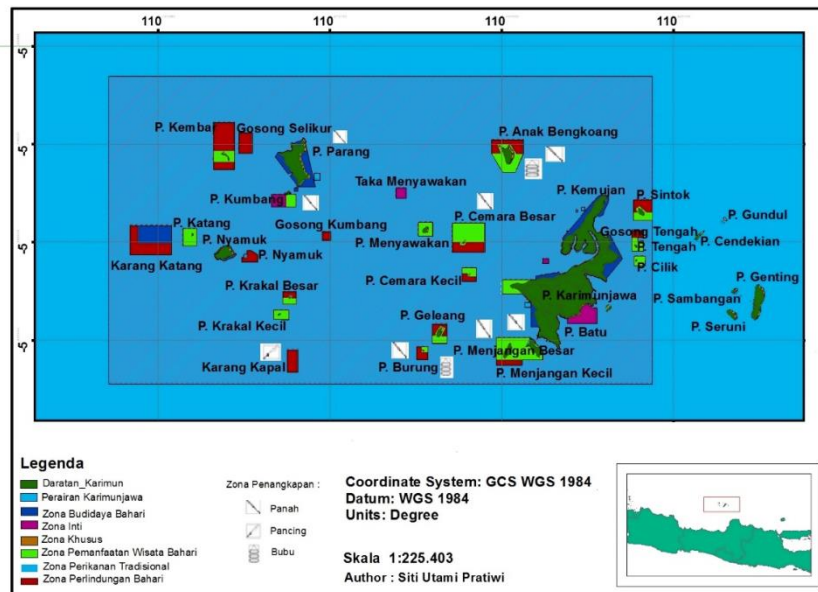 110 110 110 110
-5
-5
-5
-5
P. Kemba
Gosong Selikur
P. Parang
P. Anak Bengkoang
P. Kumbang
Taka Menyawakan
P. Kemujan
P. Sintok
P. Katang
Gosong Kumbang
P. Cemara Besar
Gosong Tengah
P. Gundul
P. Nyamuk
P. Nyamuk
P. Menyawakan
P. Tengah
P. Cendekian
Karang Katang
P. Cemara Kecil
P. Cilik
P. Krakal Besar
P. Karimunjawa
P. Sambangan
P. Genting
P. Krakal Kecil
P. Geleang
P. Batu
P. Seruni
Karang Kapal
P. Burung
P. Menjangan Besar
P. Menjangan Kecil
Legenda
Daratan_Karimun
Perairan Karimunjawa
Zona Budidaya Bahari
Zona Inti
Zona Khusus
Zona Pemanfaatan Wisata Bahari
Zona Perikanan Tradisional
Zona Perlindungan Bahari
Zona Penangkapan :
Panah
Pancing
Bubu
Coordinate System: GCS WGS 1984
Datum: WGS 1984
Units: Degree
Skala 1:225.403
Author : Siti Utami Pratiwi